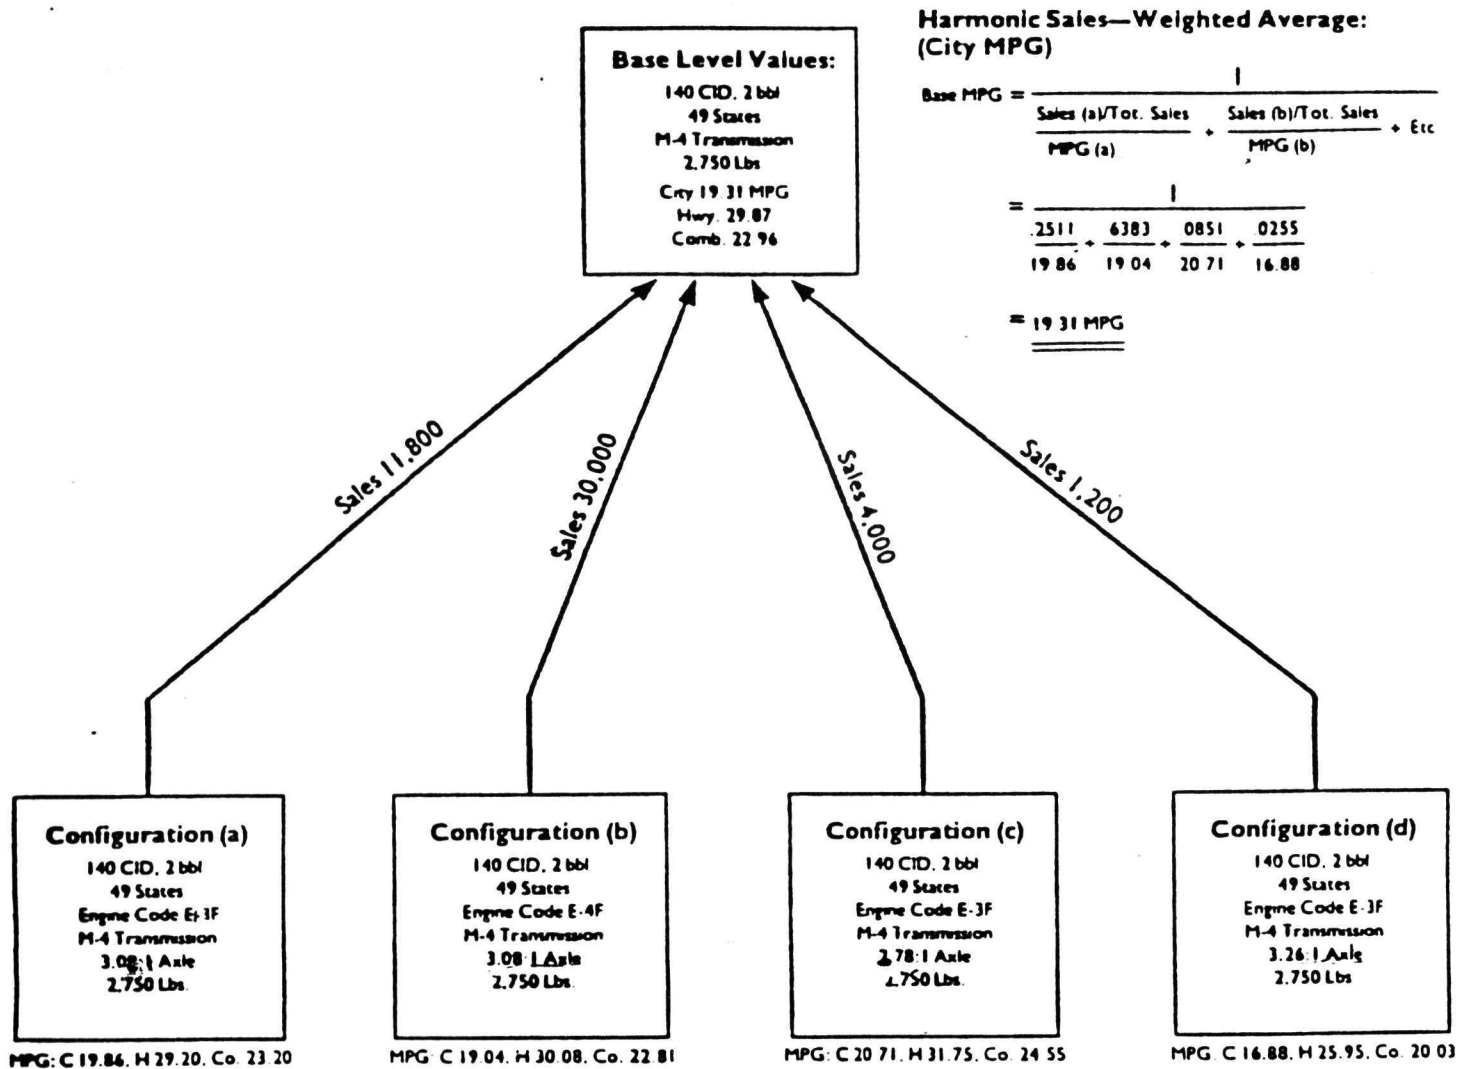 Harmonic Sales—Weighted Average:
(City MPG)
Base MPG =
1
Sales (a)/Tot. Sales
MPG (a)
+
Sales (b)/Tot. Sales
MPG (b)
+ Etc
=
1
.2511
19 86
+
6383
19 04
+
0851
20 71
+
.0255
16.88
= 19 31 MPG
Base Level Values:
140 CID, 2 bbl
49 States
M-4 Transmission
2,750 Lbs
City 19 31 MPG
Hwy. 29.87
Comb. 22 96
Sales 11,800
Sales 30,000
Sales 4,000
Sales 1,200
Configuration (a)
140 CID, 2 bbl
49 States
Engine Code E-3F
M-4 Transmission
3.08:1 Axle
2,750 Lbs
MPG: C 19.86, H 29.20, Co. 23 20
Configuration (b)
140 CID, 2 bbl
49 States
Engine Code E-4F
M-4 Transmission
3.08:1 Axle
2,750 Lbs
MPG: C 19.04, H 30.08, Co. 22.81
Configuration (c)
140 CID, 2 bbl
49 States
Engine Code E-3F
M-4 Transmission
2.78:1 Axle
2,750 Lbs.
MPG: C 20 71, H 31.75, Co. 24 55
Configuration (d)
140 CID, 2 bbl
49 States
Engine Code E-3F
M-4 Transmission
3.26:1 Axle
2,750 Lbs
MPG. C 16.88, H 25.95, Co. 20 03